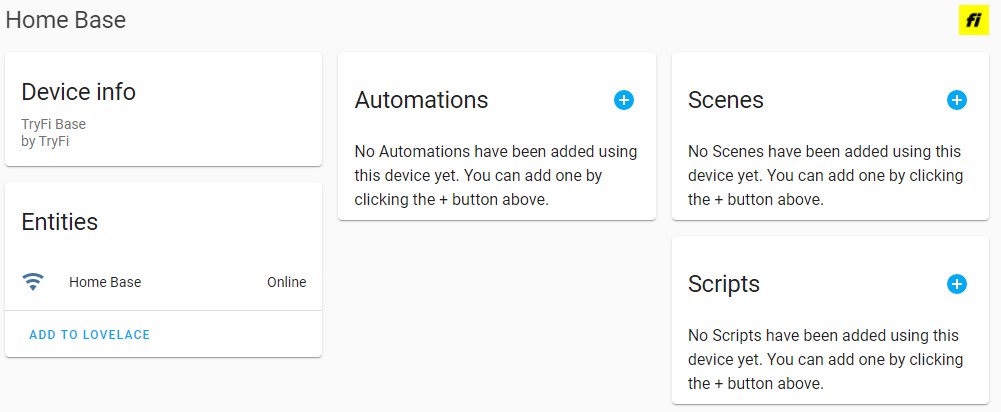 Home Base
fi
Device info
TryFi Base
by TryFi
Entities
Home Base Online
ADD TO LOVELACE
Automations
No Automations have been added using
this device yet. You can add one by
clicking the + button above.
Scenes
No Scenes have been added using this
device yet. You can add one by clicking
the + button above.
Scripts
No Scripts have been added using this
device yet. You can add one by clicking
the + button above.